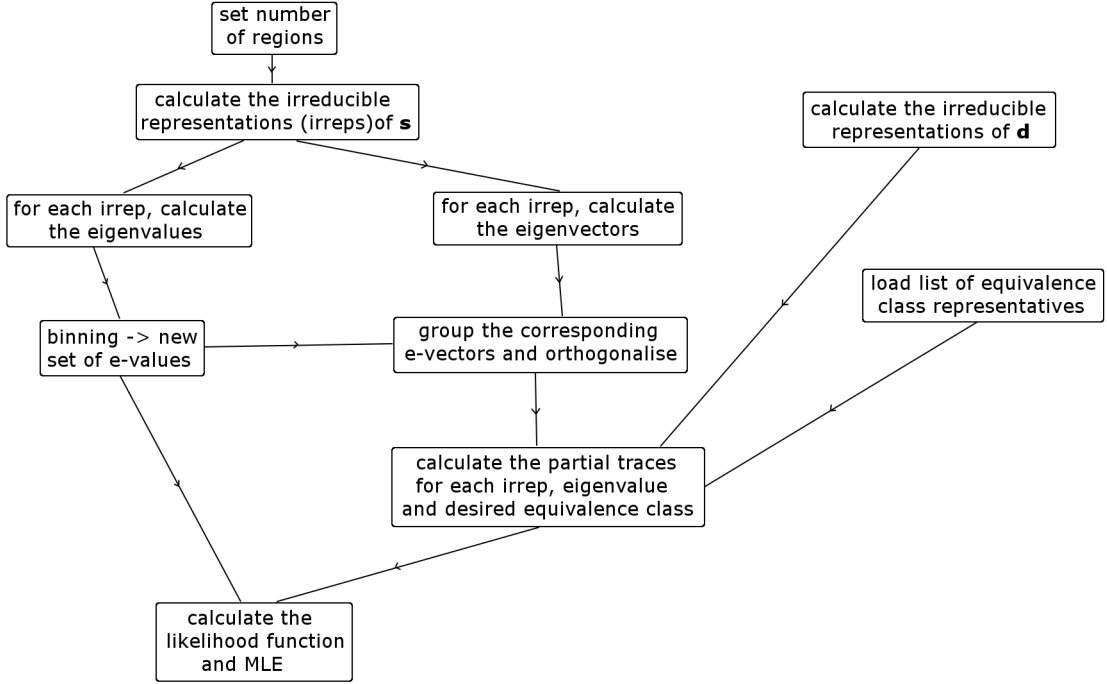 set number
of regions
calculate the irreducible
representations (irreps)of s
calculate the irreducible
representations of d
for each irrep, calculate
the eigenvalues
for each irrep, calculate
the eigenvectors
load list of equivalence
class representatives
binning -> new
set of e-values
group the corresponding
e-vectors and orthogonalise
calculate the partial traces
for each irrep, eigenvalue
and desired equivalence class
calculate the
likelihood function
and MLE